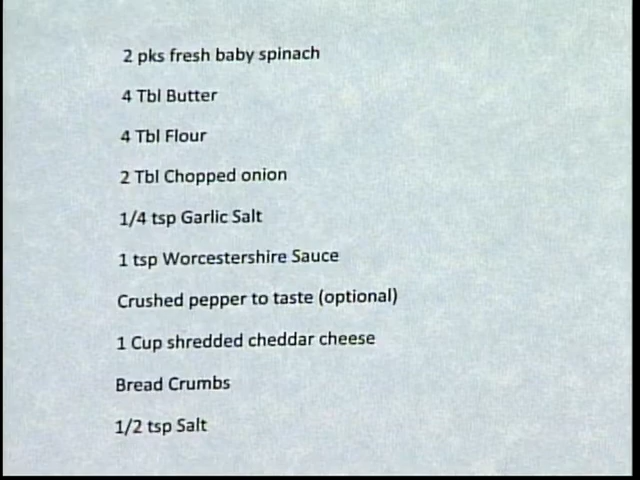 2 pks fresh baby spinach
4 Tbl Butter
4 Tbl Flour
2 Tbl Chopped onion
1/4 tsp Garlic Salt
1 tsp Worcestershire Sauce
Crushed pepper to taste (optional)
1 Cup shredded cheddar cheese
Bread Crumbs
1/2 tsp Salt